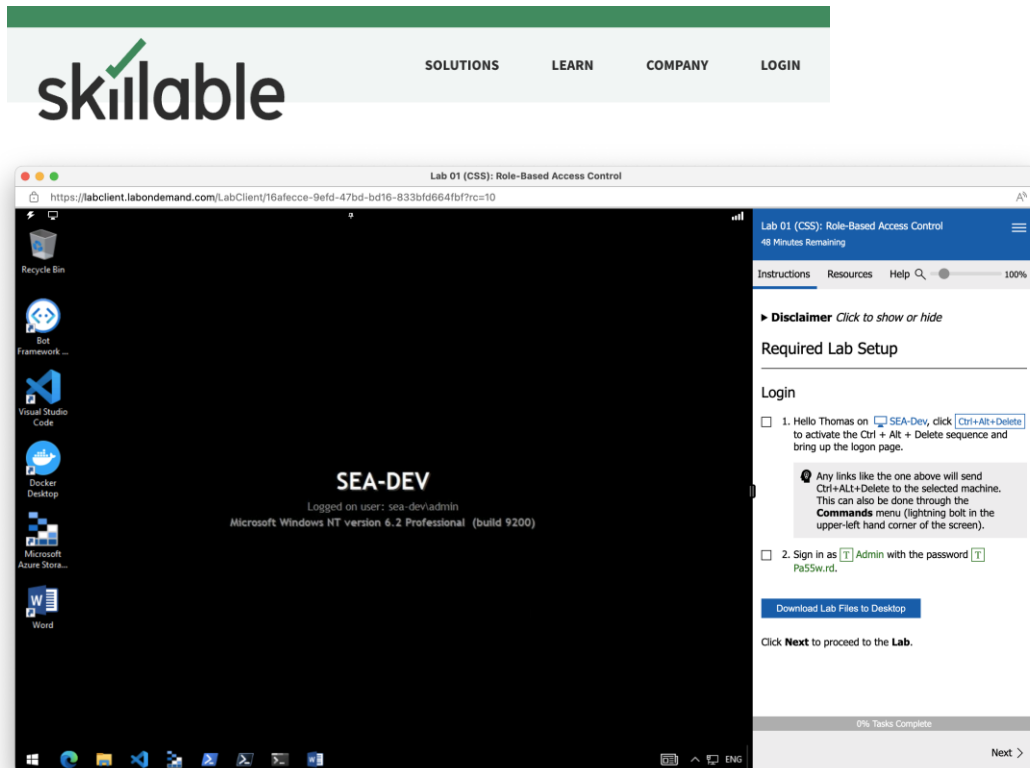 skillable
SOLUTIONS LEARN COMPANY LOGIN
Lab 01 (CSS): Role-Based Access Control
https://labclient.labondemand.com/LabClient/16afecce-9efd-47bd-bd16-833bfd664fbf?rc=10
Recycle Bin
Bot
Framework ...
Visual Studio
Code
Docker
Desktop
Microsoft
Azure Stora...
Word
SEA-DEV
Logged on user: sea-dev\admin
Microsoft Windows NT version 6.2 Professional (build 9200)
ENG
Lab 01 (CSS): Role-Based Access Control
48 Minutes Remaining
Instructions Resources Help 100%
▸ Disclaimer Click to show or hide
Required Lab Setup
Login
1. Hello Thomas on SEA-Dev, click Ctrl+Alt+Delete
to activate the Ctrl + Alt + Delete sequence and
bring up the logon page.
Any links like the one above will send
Ctrl+ALt+Delete to the selected machine.
This can also be done through the
Commands menu (lightning bolt in the
upper-left hand corner of the screen).
2. Sign in as T Admin with the password T
Pa55w.rd.
Download Lab Files to Desktop
Click Next to proceed to the Lab.
0% Tasks Complete
Next >